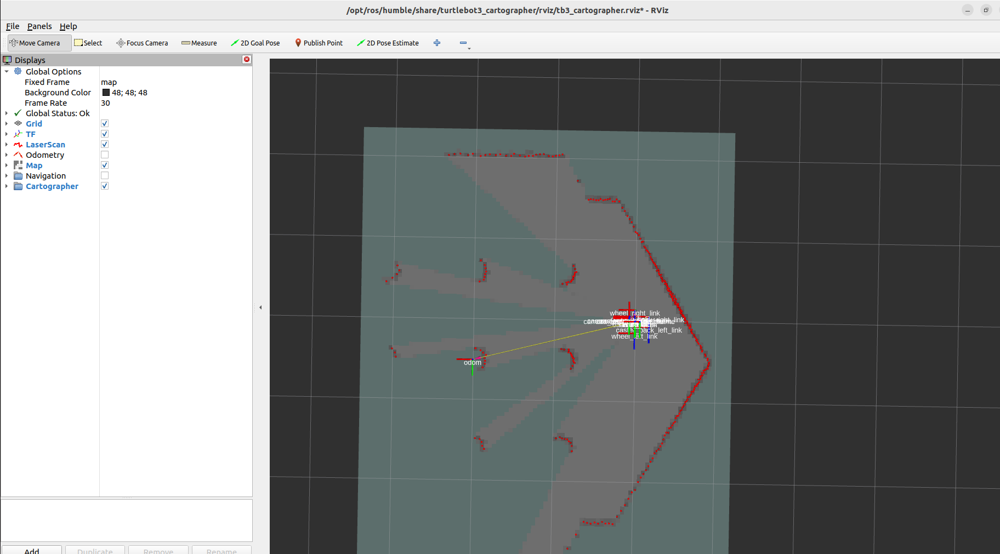 /opt/ros/humble/share/turtlebot3_cartographer/rviz/tb3_cartographer.rviz* - RViz
File Panels Help
Move Camera Select Focus Camera Measure 2D Goal Pose Publish Point 2D Pose Estimate
Displays
Global Options
Fixed Frame map
Background Color 48; 48; 48
Frame Rate 30
Global Status: Ok
Grid
TF
LaserScan
Odometry
Map
Navigation
Cartographer
wheel_right_link
wheel_left_link
odom
Add Duplicate Remove Rename